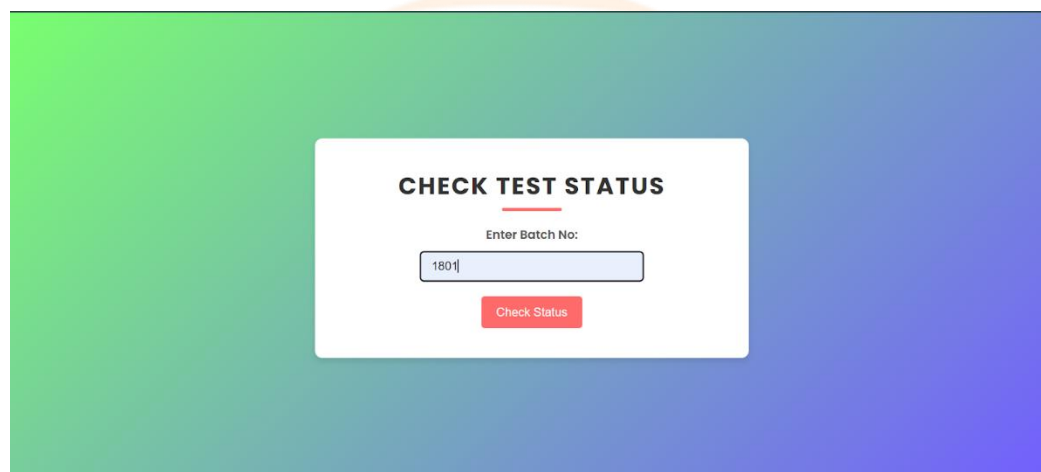 CHECK TEST STATUS
Enter Batch No:
1801
Check Status